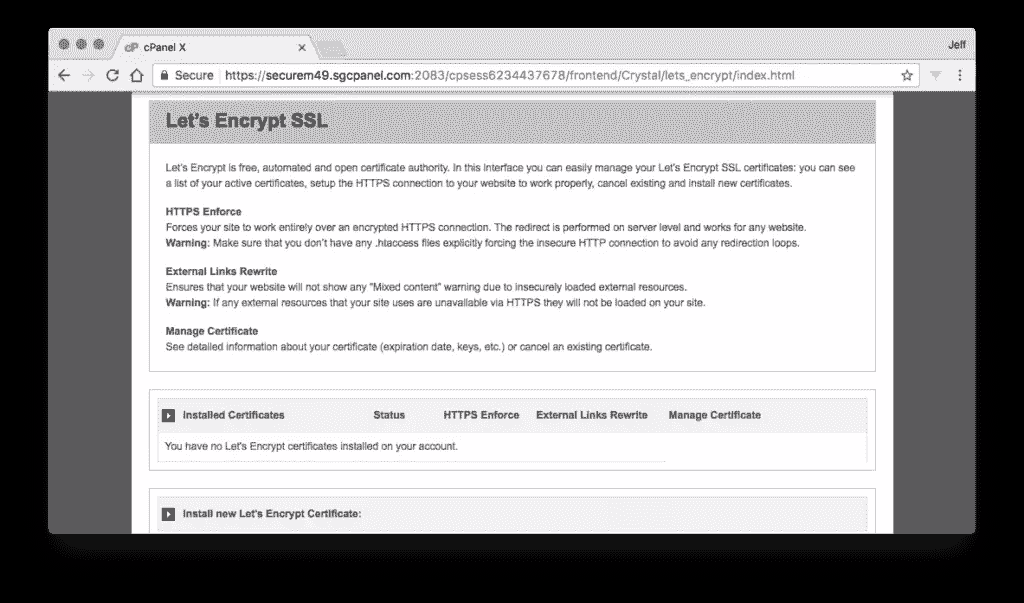 cPanel X
Jeff
Secure https://securem49.sgcpanel.com:2083/cpsess6234437678/frontend/Crystal/lets_encrypt/index.html
Let's Encrypt SSL
Let's Encrypt is free, automated and open certificate authority. In this interface you can easily manage your Let's Encrypt SSL certificates: you can see
a list of your active certificates, setup the HTTPS connection to your website to work properly, cancel existing and install new certificates.
HTTPS Enforce
Forces your site to work entirely over an encrypted HTTPS connection. The redirect is performed on server level and works for any website.
Warning: Make sure that you don't have any .htaccess files explicitly forcing the insecure HTTP connection to avoid any redirection loops.
External Links Rewrite
Ensures that your website will not show any "Mixed content" warning due to insecurely loaded external resources.
Warning: If any external resources that your site uses are unavailable via HTTPS they will not be loaded on your site.
Manage Certificate
See detailed information about your certificate (expiration date, keys, etc.) or cancel an existing certificate.
Installed Certificates Status HTTPS Enforce External Links Rewrite Manage Certificate
You have no Let's Encrypt certificates installed on your account.
Install new Let's Encrypt Certificate: